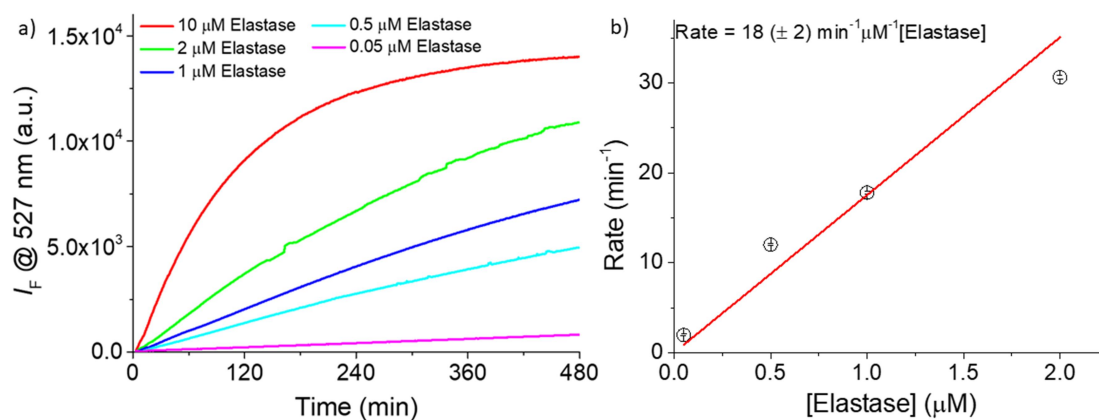 a)
10 μM Elastase
2 μM Elastase
1 μM Elastase
0.5 μM Elastase
0.05 μM Elastase
1.5x10⁴
1.0x10⁴
5.0x10³
0.0
I_F @ 527 nm (a.u.)
0
120
240
360
480
Time (min)
b)
Rate = 18 (± 2) min⁻¹μM⁻¹[Elastase]
30
20
10
0
Rate (min⁻¹)
0.0
0.5
1.0
1.5
2.0
[Elastase] (μM)